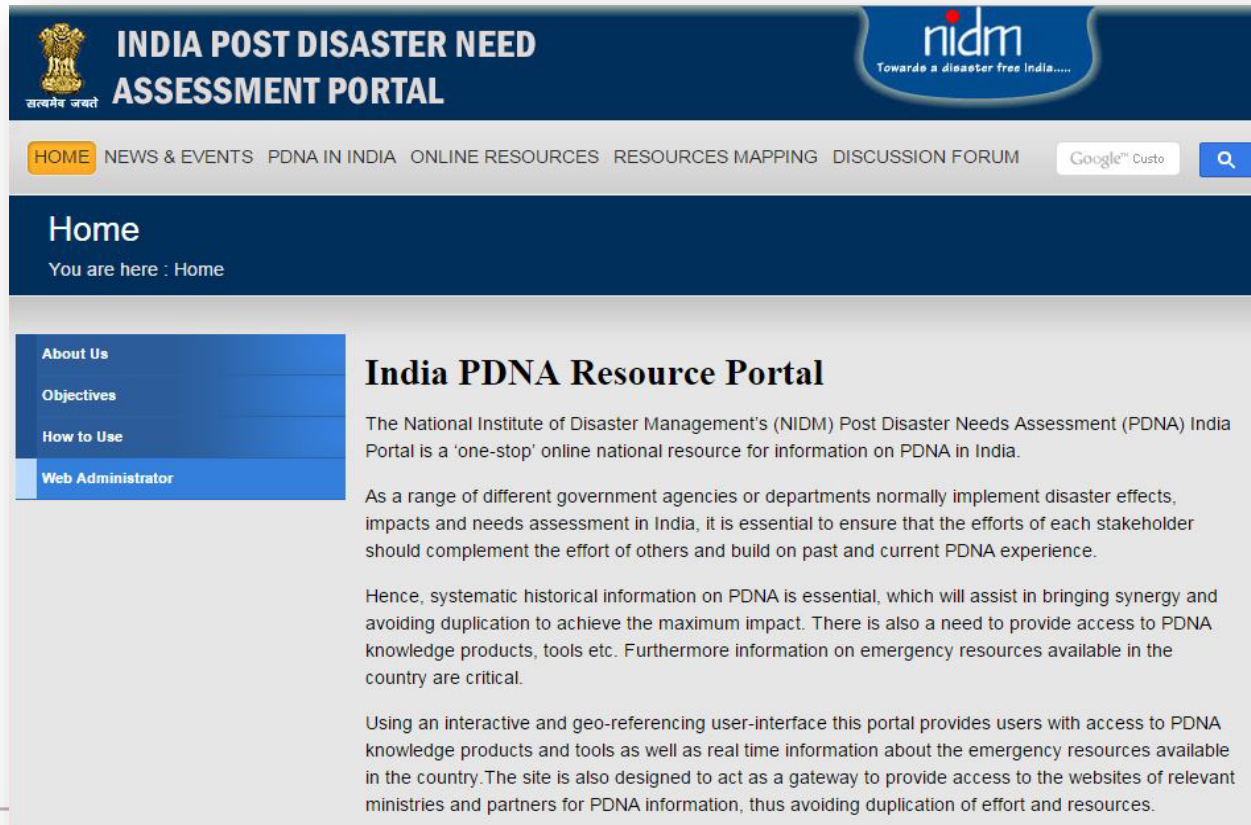 INDIA POST DISASTER NEED
ASSESSMENT PORTAL
सत्यमेव जयते
nidm
Towards a disaster free India.....
HOME NEWS & EVENTS PDNA IN INDIA ONLINE RESOURCES RESOURCES MAPPING DISCUSSION FORUM Google™ Custo
Home
You are here : Home
About Us
Objectives
How to Use
Web Administrator
India PDNA Resource Portal
The National Institute of Disaster Management's (NIDM) Post Disaster Needs Assessment (PDNA) India
Portal is a 'one-stop' online national resource for information on PDNA in India.
As a range of different government agencies or departments normally implement disaster effects,
impacts and needs assessment in India, it is essential to ensure that the efforts of each stakeholder
should complement the effort of others and build on past and current PDNA experience.
Hence, systematic historical information on PDNA is essential, which will assist in bringing synergy and
avoiding duplication to achieve the maximum impact. There is also a need to provide access to PDNA
knowledge products, tools etc. Furthermore information on emergency resources available in the
country are critical.
Using an interactive and geo-referencing user-interface this portal provides users with access to PDNA
knowledge products and tools as well as real time information about the emergency resources available
in the country.The site is also designed to act as a gateway to provide access to the websites of relevant
ministries and partners for PDNA information, thus avoiding duplication of effort and resources.